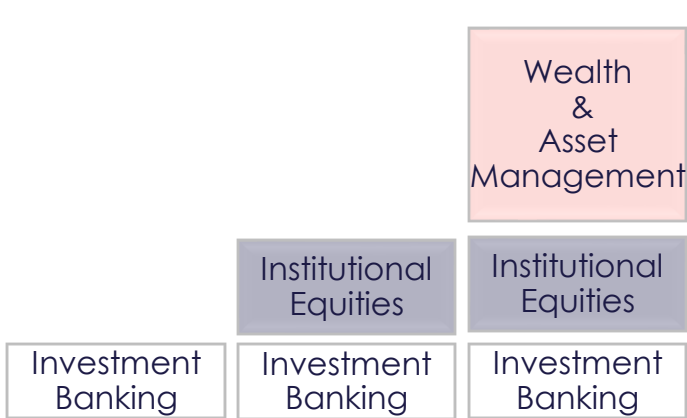 Wealth
&
Asset
Management
Institutional
Equities
Institutional
Equities
Investment
Banking
Investment
Banking
Investment
Banking